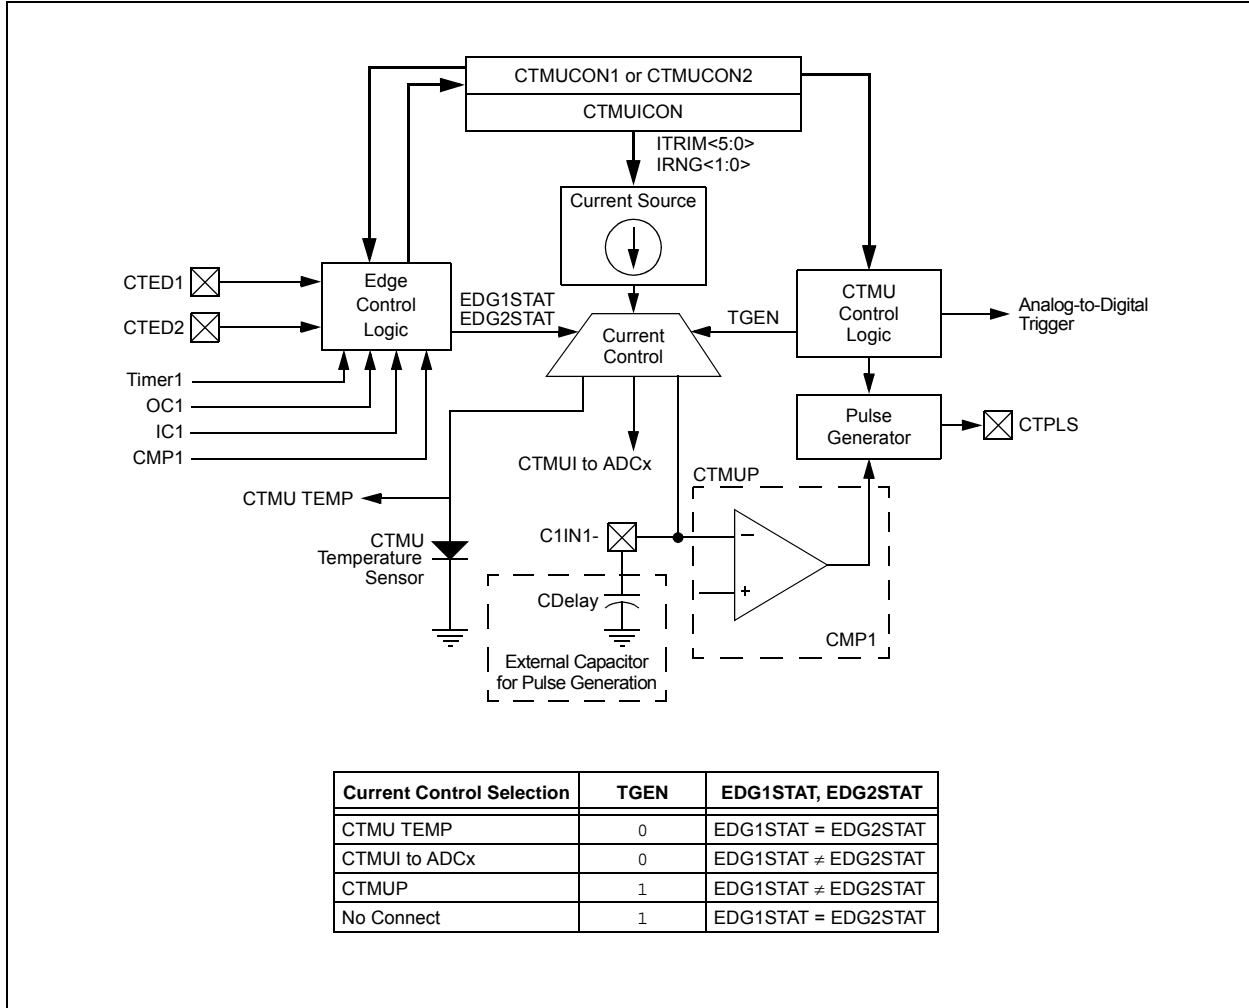 CTMUCON1 or CTMUCON2
CTMUICON
ITRIM<5:0>
IRNG<1:0>
Current Source
CTED1
CTED2
Edge
Control
Logic
EDG1STAT
EDG2STAT
Current
Control
TGEN
CTMU
Control
Logic
Analog-to-Digital
Trigger
Timer1
OC1
IC1
CMP1
Pulse
Generator
CTPLS
CTMUI to ADCx
CTMUP
CTMU TEMP
C1IN1-
CTMU
Temperature
Sensor
CDelay
–
+
CMP1
External Capacitor
for Pulse Generation
Current Control Selection TGEN EDG1STAT, EDG2STAT
CTMU TEMP 0 EDG1STAT = EDG2STAT
CTMUI to ADCx 0 EDG1STAT ≠ EDG2STAT
CTMUP 1 EDG1STAT ≠ EDG2STAT
No Connect 1 EDG1STAT = EDG2STAT